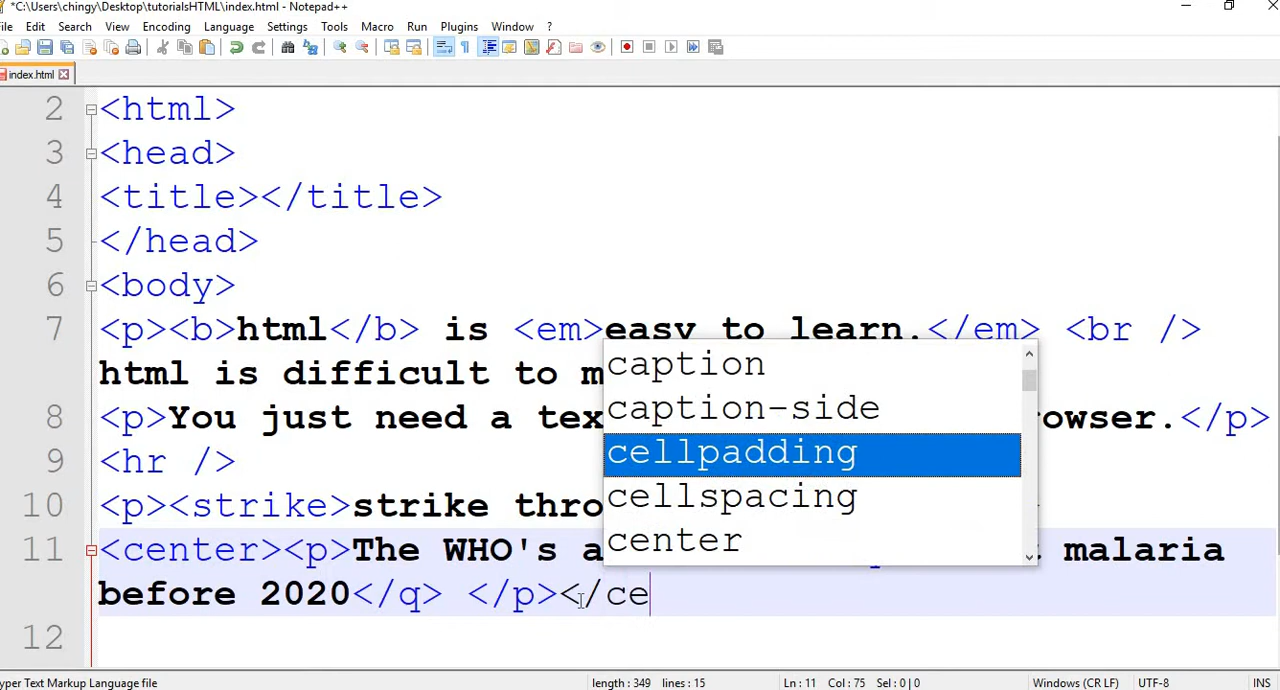 *C:\Users\chingy\Desktop\tutorialsHTML\index.html - Notepad++
File Edit Search View Encoding Language Settings Tools Macro Run Plugins Window ?
index.html
2 <html>
3 <head>
4 <title></title>
5 </head>
6 <body>
7 <p><b>html</b> is <em>easy to learn.</em> <br />
html is difficult to m
8 <p>You just need a tex owser.</p>
9 <hr />
10 <p><strike>strike thro
11 <center><p>The WHO's a malaria
before 2020</q> </p></ce
12
caption
caption-side
cellpadding
cellspacing
center
yper Text Markup Language file length : 349 lines : 15 Ln : 11 Col : 75 Sel : 0 | 0 Windows (CR LF) UTF-8 INS